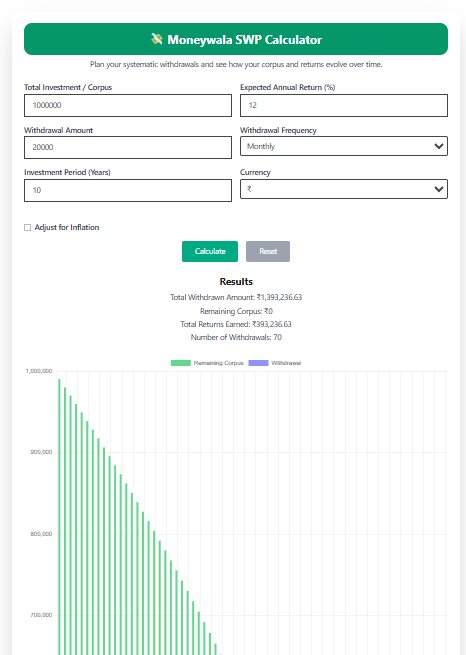 💸 Moneywala SWP Calculator
Plan your systematic withdrawals and see how your corpus and returns evolve over time.
Total Investment / Corpus
Expected Annual Return (%)
1000000
12
Withdrawal Amount
Withdrawal Frequency
20000
Monthly
Investment Period (Years)
Currency
10
₹
Adjust for Inflation
Calculate
Reset
Results
Total Withdrawn Amount: ₹1,393,236.63
Remaining Corpus: ₹0
Total Returns Earned: ₹393,236.63
Number of Withdrawals: 70
Remaining Corpus
Withdrawal
1,000,000
900,000
800,000
700,000